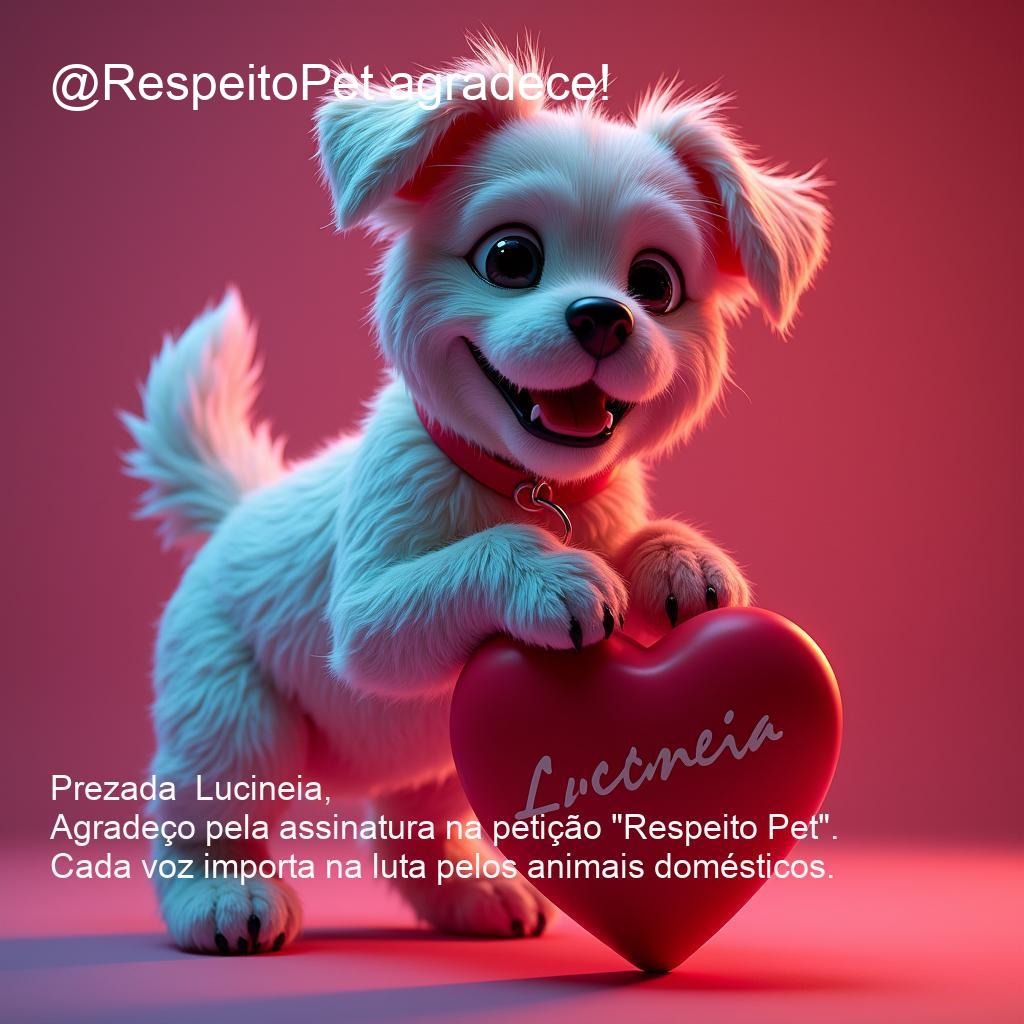 @RespeitoPet agradece!
Luccmeia
Prezada  Lucineia,
Agradeço pela assinatura na petição "Respeito Pet".
Cada voz importa na luta pelos animais domésticos.